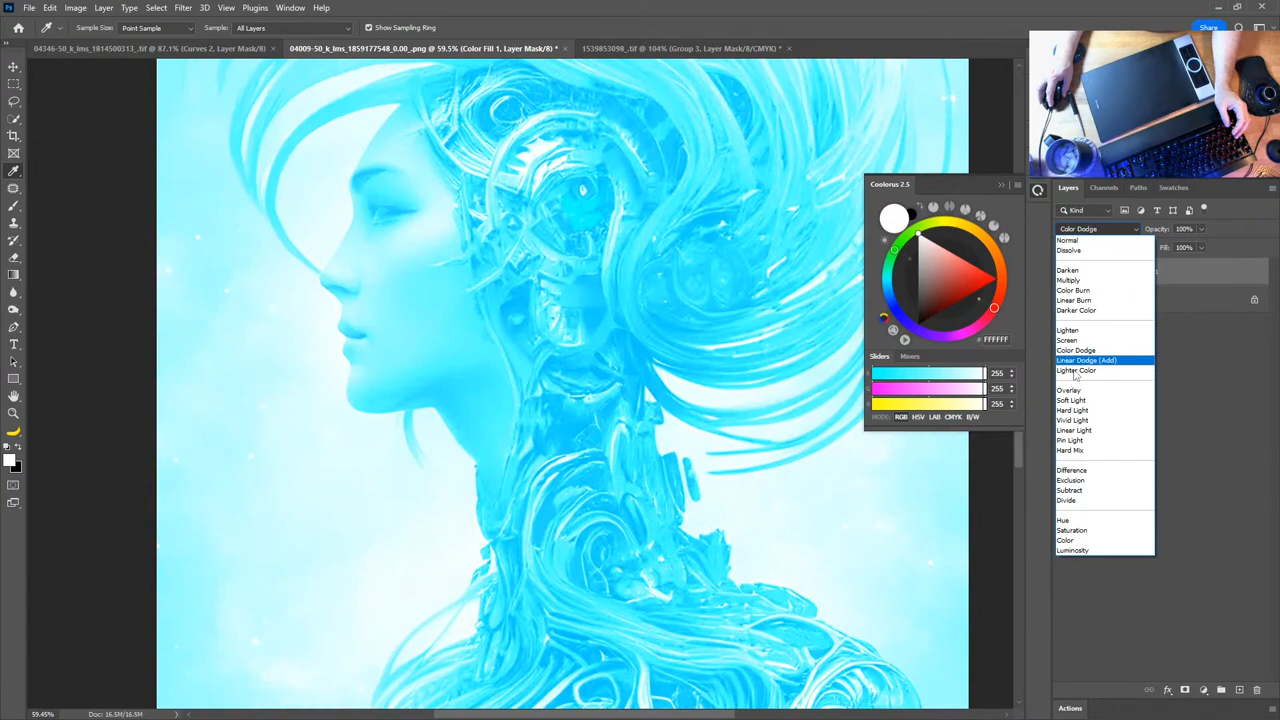 Ps File Edit Image Layer Type Select Filter 3D View Plugins Window Help
Sample Size: Point Sample Sample: All Layers Show Sampling Ring Share
04346-50_k_lms_1814500313_.tif @ 87.1% (Curves 2, Layer Mask/8) × 04009-50_k_lms_1859177548_0.00_.png @ 59.5% (Color Fill 1, Layer Mask/8) * × 1539853098_.tif @ 104% (Group 3, Layer Mask/8/CMYK) * ×
Coolorus 2.5
# FFFFFF
Sliders Mixers
255
255
255
MODE: RGB HSV LAB CMYK B/W
Layers Channels Paths Swatches
Kind
Color Dodge Opacity: 100%
Fill: 100%
Normal
Dissolve
Darken
Multiply
Color Burn
Linear Burn
Darker Color
Lighten
Screen
Color Dodge
Linear Dodge (Add)
Lighter Color
Overlay
Soft Light
Hard Light
Vivid Light
Linear Light
Pin Light
Hard Mix
Difference
Exclusion
Subtract
Divide
Hue
Saturation
Color
Luminosity
fx
Actions
59.45% Doc: 16.5M/16.5M